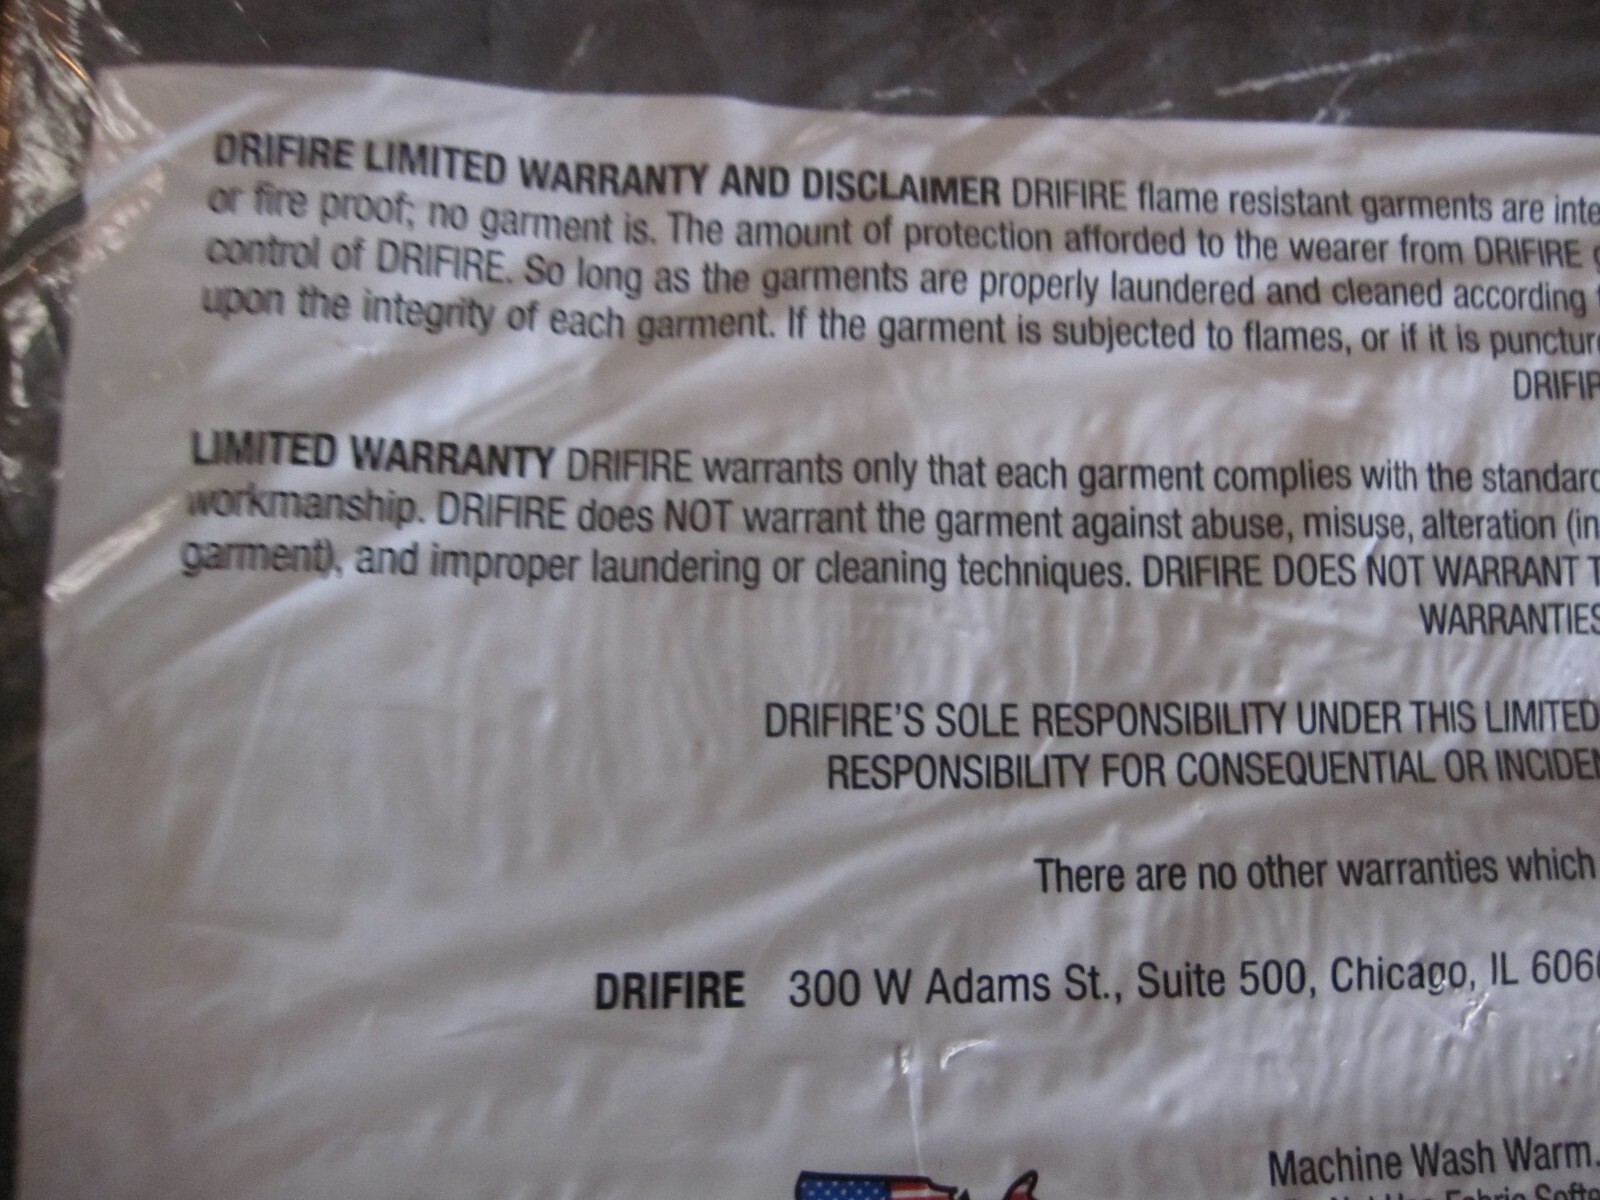 DRIFIRE LIMITED WARRANTY AND DISCLAIMER DRIFIRE flame resistant garments are inte
or fire proof; no garment is. The amount of protection afforded to the wearer from DRIFIRE g
control of DRIFIRE. So long as the garments are properly laundered and cleaned according t
upon the integrity of each garment. If the garment is subjected to flames, or if it is puncture
DRIFIR
LIMITED WARRANTY DRIFIRE warrants only that each garment complies with the standard
workmanship. DRIFIRE does NOT warrant the garment against abuse, misuse, alteration (in
garment), and improper laundering or cleaning techniques. DRIFIRE DOES NOT WARRANT T
WARRANTIES
DRIFIRE'S SOLE RESPONSIBILITY UNDER THIS LIMITED
RESPONSIBILITY FOR CONSEQUENTIAL OR INCIDEN
There are no other warranties which
DRIFIRE 300 W Adams St., Suite 500, Chicago, IL 6060
Machine Wash Warm.